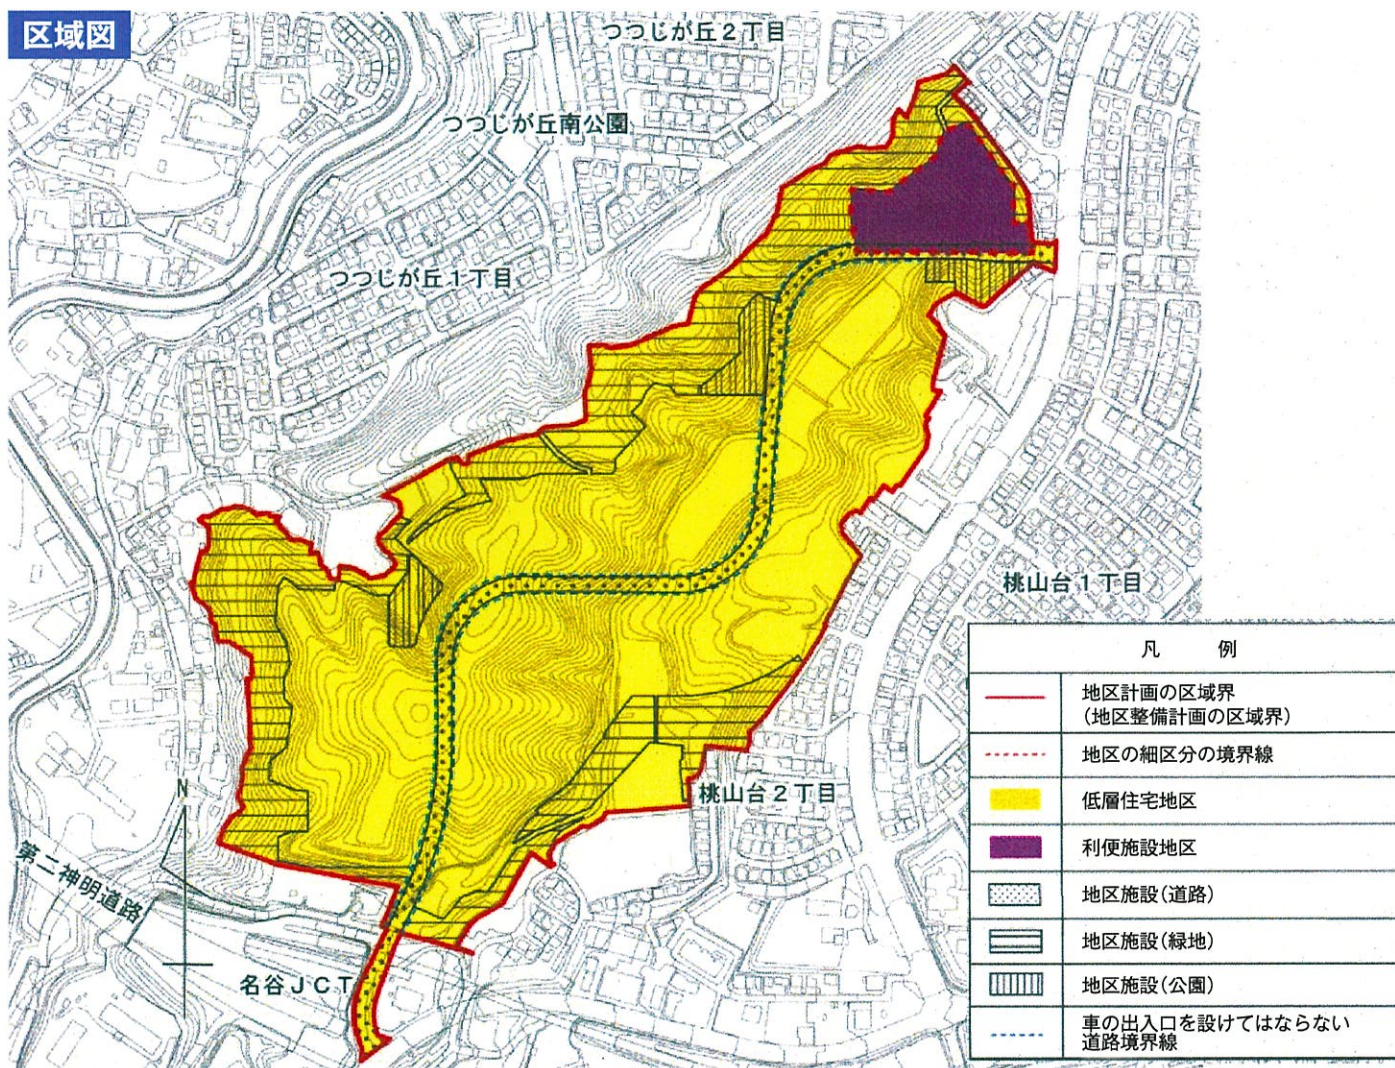 区域図
つつじが丘2丁目
つつじが丘南公園
つつじが丘1丁目
桃山台1丁目
桃山台2丁目
N
第二神明道路
名谷JCT
凡 例
地区計画の区域界
(地区整備計画の区域界)
地区の細区分の境界線
低層住宅地区
利便施設地区
地区施設(道路)
地区施設(緑地)
地区施設(公園)
車の出入口を設けてはならない
道路境界線